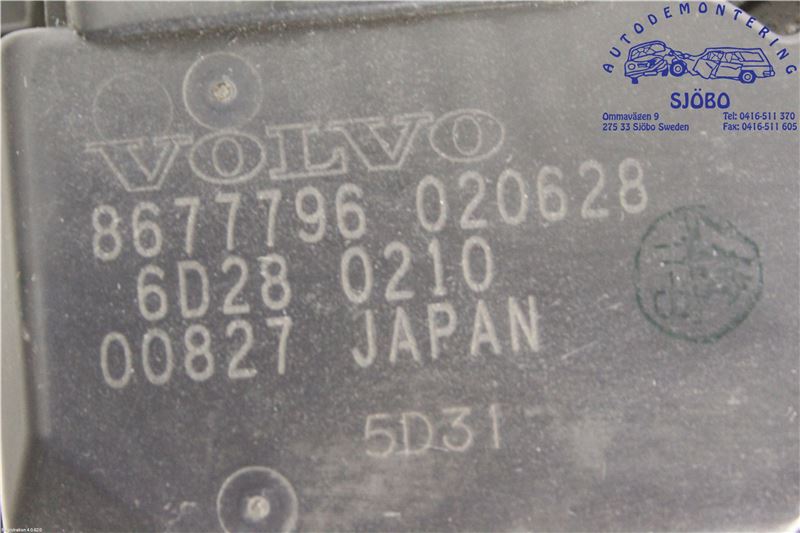 AUTODEMONTERING
SJÖBO
Ommavägen 9 Tel: 0416-511 370
275 33 Sjöbo Sweden Fax: 0416-511 605
VOLVO
8677796 020628
6D28 0210
00827 JAPAN
5D31